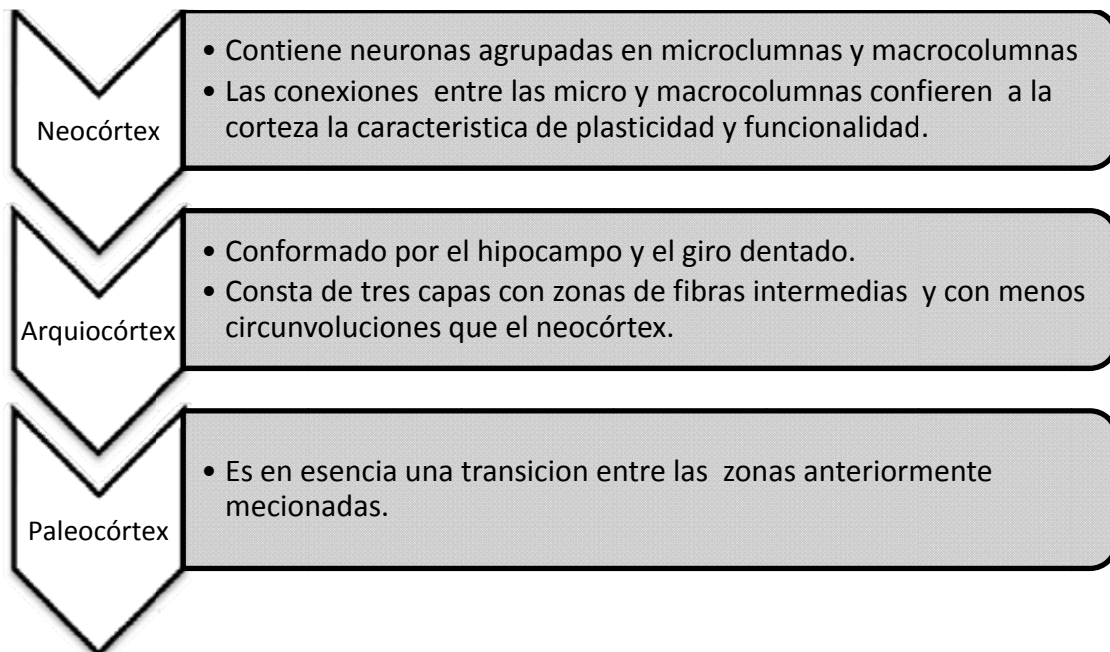 Neocórtex
• Contiene neuronas agrupadas en microclumnas y macrocolumnas
• Las conexiones entre las micro y macrocolumnas confieren a la
corteza la caracteristica de plasticidad y funcionalidad.
Arquiocórtex
• Conformado por el hipocampo y el giro dentado.
• Consta de tres capas con zonas de fibras intermedias y con menos
circunvoluciones que el neocórtex.
Paleocórtex
• Es en esencia una transicion entre las zonas anteriormente
mecionadas.